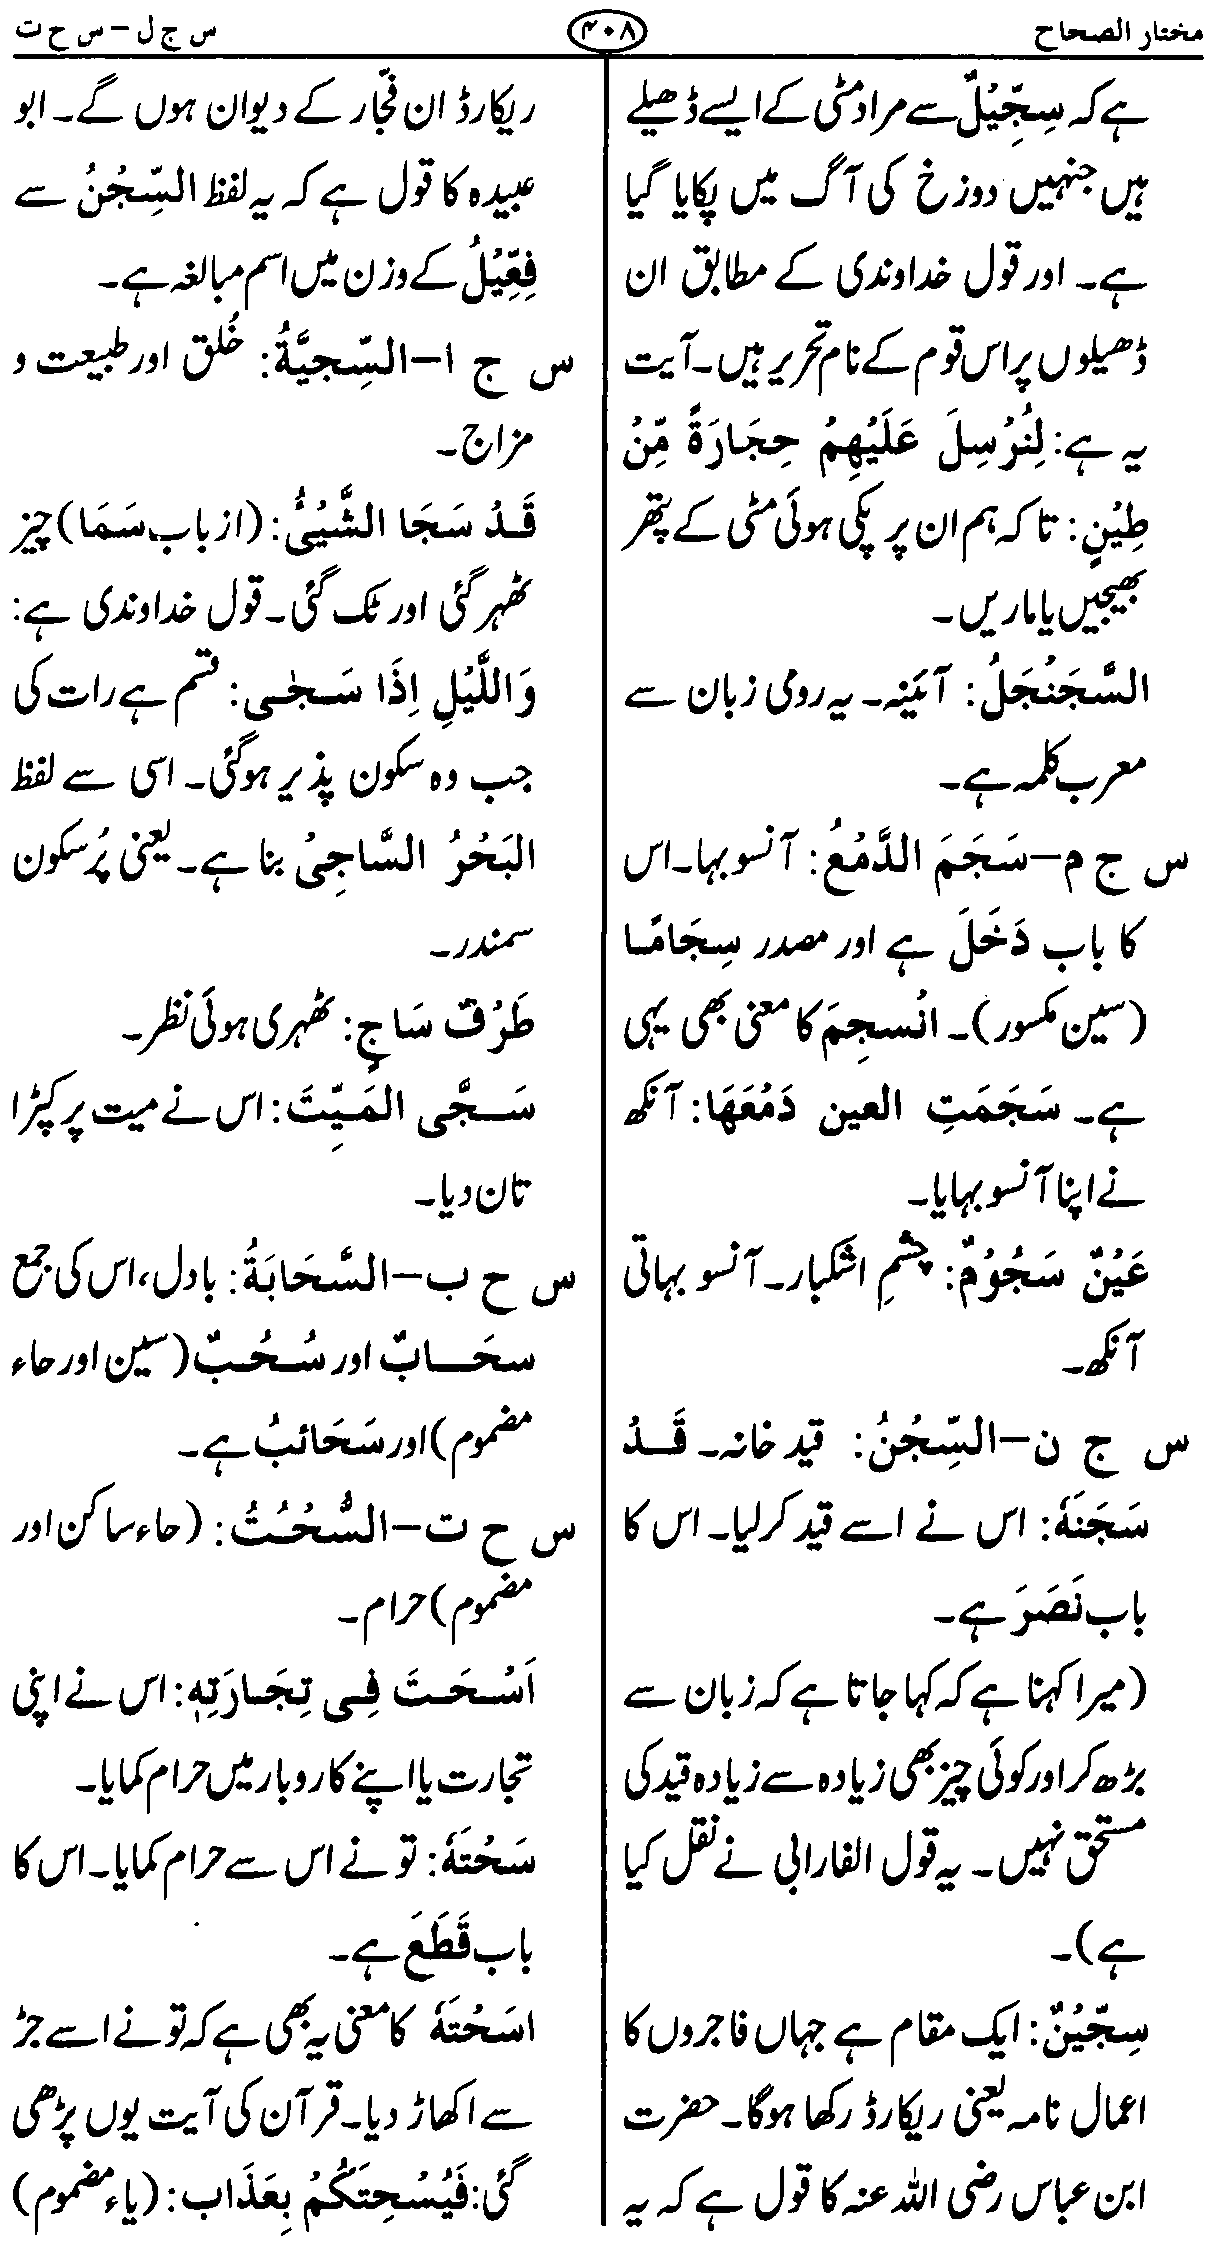 مختار الصحاح
۴۰۸
س ج ل – س ح ت
ہے کہ سِجِّیْلٌ سے مراد مٹی کے ایسے ڈھیلے
ہیں جنہیں دوزخ کی آگ میں پکایا گیا
ہے۔ اور قول خداوندی کے مطابق ان
ڈھیلوں پر اس قوم کے نام تحریر ہیں۔ آیت
یہ ہے: لِنُرْسِلَ عَلَیْهِمْ حِجَارَةً مِّنْ
طِیْنٍ: تاکہ ہم ان پر پکی ہوئی مٹی کے پتھر
بھیجیں یا ماریں۔
السَّجَنْجَلُ: آئینہ۔ یہ رومی زبان سے
معرب کلمہ ہے۔
س ج م – سَجَمَ الدَّمْعُ: آنسو بہا۔ اس
کا باب دَخَلَ ہے اور مصدر سِجَامًا
(سین مکسور)۔ انْسجِمَ کا معنی بھی یہی
ہے۔ سَجَمَتِ العین دَمْعَهَا: آنکھ
نے اپنا آنسو بہایا۔
عَیْنٌ سَجُوْمٌ: چشمِ اشکبار۔ آنسو بہاتی
آنکھ۔
س ج ن – السِّجْنُ: قید خانہ۔ قَدْ
سَجَنَهٗ: اس نے اسے قید کر لیا۔ اس کا
باب نَصَرَ ہے۔
(میرا کہنا ہے کہ کہا جاتا ہے کہ زبان سے
بڑھ کر اور کوئی چیز بھی زیادہ سے زیادہ قید کی
مستحق نہیں۔ یہ قول الفارابی نے نقل کیا
ہے)۔
سِجِّیْنٌ: ایک مقام ہے جہاں فاجروں کا
اعمال نامہ یعنی ریکارڈ رکھا ہوگا۔ حضرت
ابن عباس رضی اللہ عنہ کا قول ہے کہ یہ
ریکارڈ ان فجّار کے دیوان ہوں گے۔ ابو
عبیدہ کا قول ہے کہ یہ لفظ السِّجْنُ سے
فِعِّیْلُ کے وزن میں اسم مبالغہ ہے۔
س ج ا – السِّجیَّةُ: خُلق اور طبیعت و
مزاج۔
قَدْ سَجَا الشَّیْئُ: (از باب سَمَا) چیز
ٹھہر گئی اور ٹک گئی۔ قول خداوندی ہے:
وَاللَّیْلِ اِذَا سَجٰی: قسم ہے رات کی
جب وہ سکون پذیر ہوگئی۔ اسی سے لفظ
البَحْرُ السَّاجِیْ بنا ہے۔ یعنی پُر سکون
سمندر۔
طَرْفٌ سَاجٍ: ٹھہری ہوئی نظر۔
سَجَّی المَیِّتَ: اس نے میت پر کپڑا
تان دیا۔
س ح ب – السَّحَابَةُ: بادل، اس کی جمع
سحَابٌ اور سُحُبٌ (سین اور حاء
مضموم) اور سَحَائبُ ہے۔
س ح ت – السُّحْتُ: (حاء ساکن اور
مضموم) حرام۔
اَسْحَتَ فِی تِجَارَتِهٖ: اس نے اپنی
تجارت یا اپنے کاروبار میں حرام کمایا۔
سَحْتَهٗ: تو نے اس سے حرام کمایا۔ اس کا
باب قَطَعَ ہے۔
اسَحْتَهٗ کا معنی یہ بھی ہے کہ تو نے اسے جڑ
سے اکھاڑ دیا۔ قرآن کی آیت یوں پڑھی
گئی: فَیُسْحِتَکُمْ بِعَذَاب: (یاء مضموم)